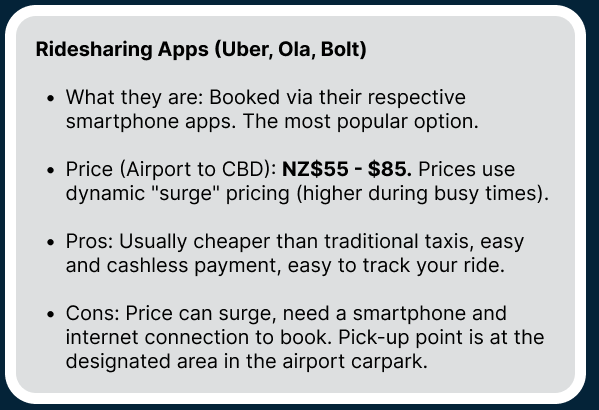 Ridesharing Apps (Uber, Ola, Bolt)
• What they are: Booked via their respective
smartphone apps. The most popular option.
• Price (Airport to CBD): NZ$55 - $85. Prices use
dynamic "surge" pricing (higher during busy times).
• Pros: Usually cheaper than traditional taxis, easy
and cashless payment, easy to track your ride.
• Cons: Price can surge, need a smartphone and
internet connection to book. Pick-up point is at the
designated area in the airport carpark.